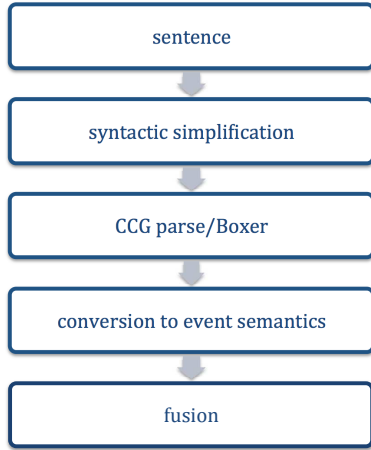 sentence
syntactic simplification
CCG parse/Boxer
conversion to event semantics
fusion